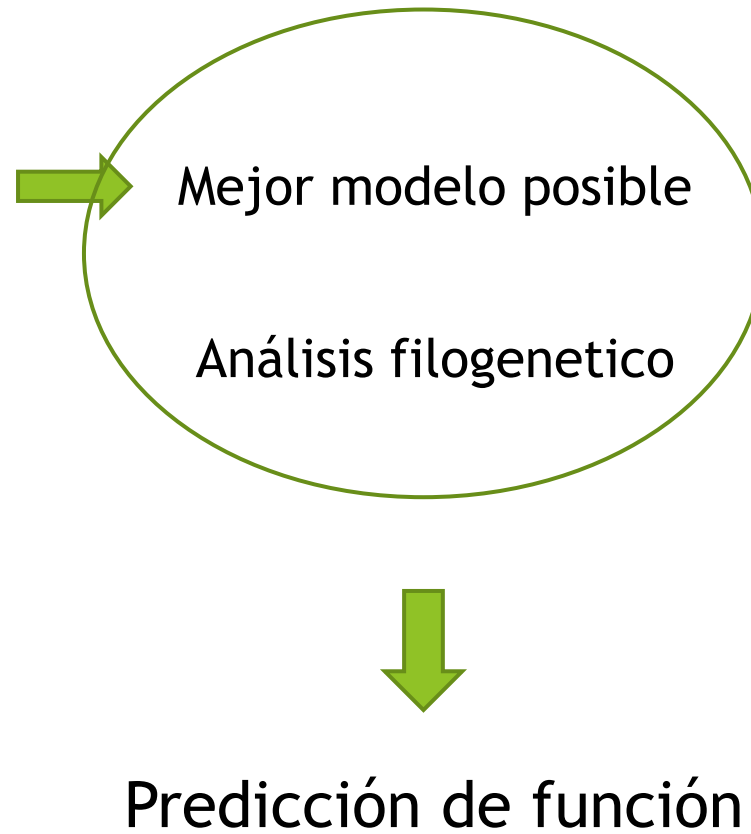 Mejor modelo posible
Análisis filogenetico
Predicción de función